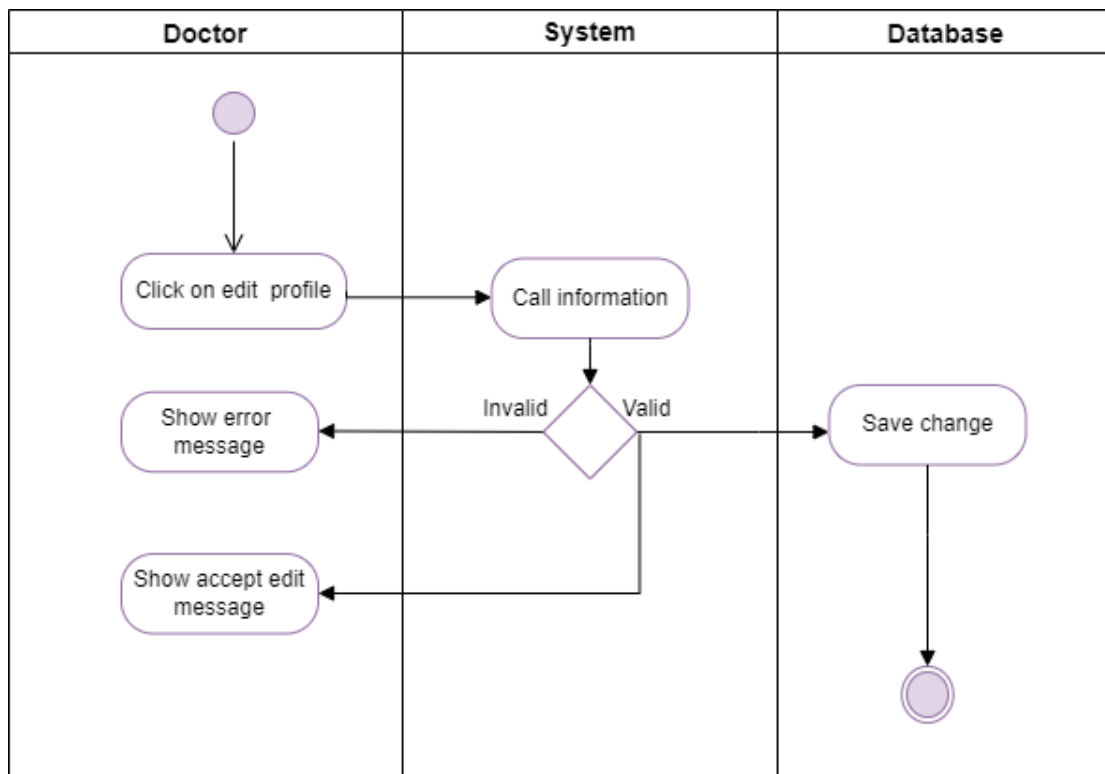 Doctor
System
Database
Click on edit profile
Call information
Invalid
Valid
Show error
message
Save change
Show accept edit
message